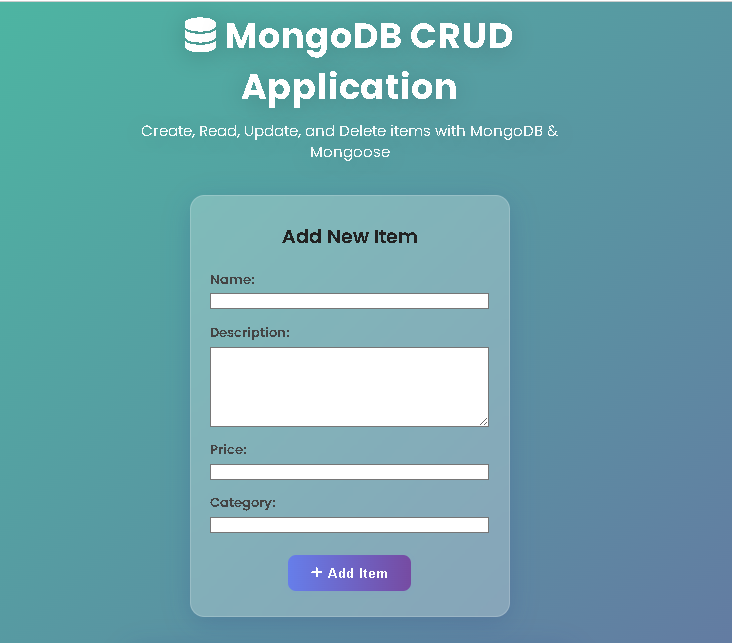 MongoDB CRUD
Application
Create, Read, Update, and Delete items with MongoDB &
Mongoose
Add New Item
Name:
Description:
Price:
Category:
+ Add Item